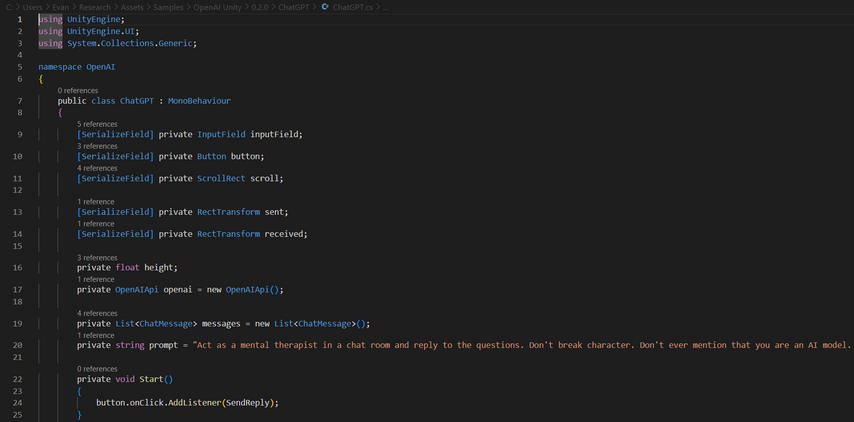 C: > Users > Evan > Research > Assets > Samples > OpenAI Unity > 0.2.0 > ChatGPT > ChatGPT.cs > ...
1 using UnityEngine;
2 using UnityEngine.UI;
3 using System.Collections.Generic;
4
5 namespace OpenAI
6 {
0 references
7 public class ChatGPT : MonoBehaviour
8 {
5 references
9 [SerializeField] private InputField inputField;
3 references
10 [SerializeField] private Button button;
4 references
11 [SerializeField] private ScrollRect scroll;
12
1 reference
13 [SerializeField] private RectTransform sent;
1 reference
14 [SerializeField] private RectTransform received;
15
3 references
16 private float height;
1 reference
17 private OpenAIApi openai = new OpenAIApi();
18
4 references
19 private List<ChatMessage> messages = new List<ChatMessage>();
1 reference
20 private string prompt = "Act as a mental therapist in a chat room and reply to the questions. Don't break character. Don't ever mention that you are an AI model.
21
0 references
22 private void Start()
23 {
24 button.onClick.AddListener(SendReply);
25 }